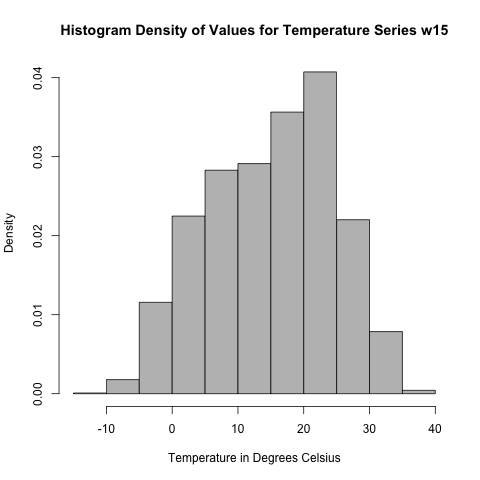 Histogram Density of Values for Temperature Series w15
Density
0.04
0.03
0.02
0.01
0.00
-10 0 10 20 30 40
Temperature in Degrees Celsius